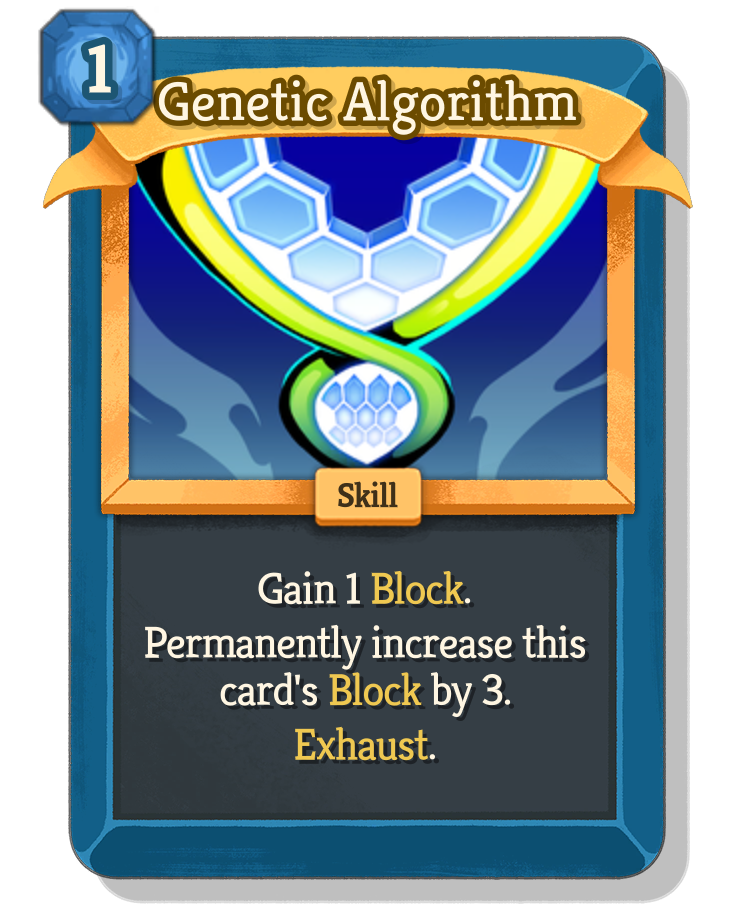 1
Genetic Algorithm
Skill
Gain 1 Block.
Permanently increase this
card's Block by 3.
Exhaust.